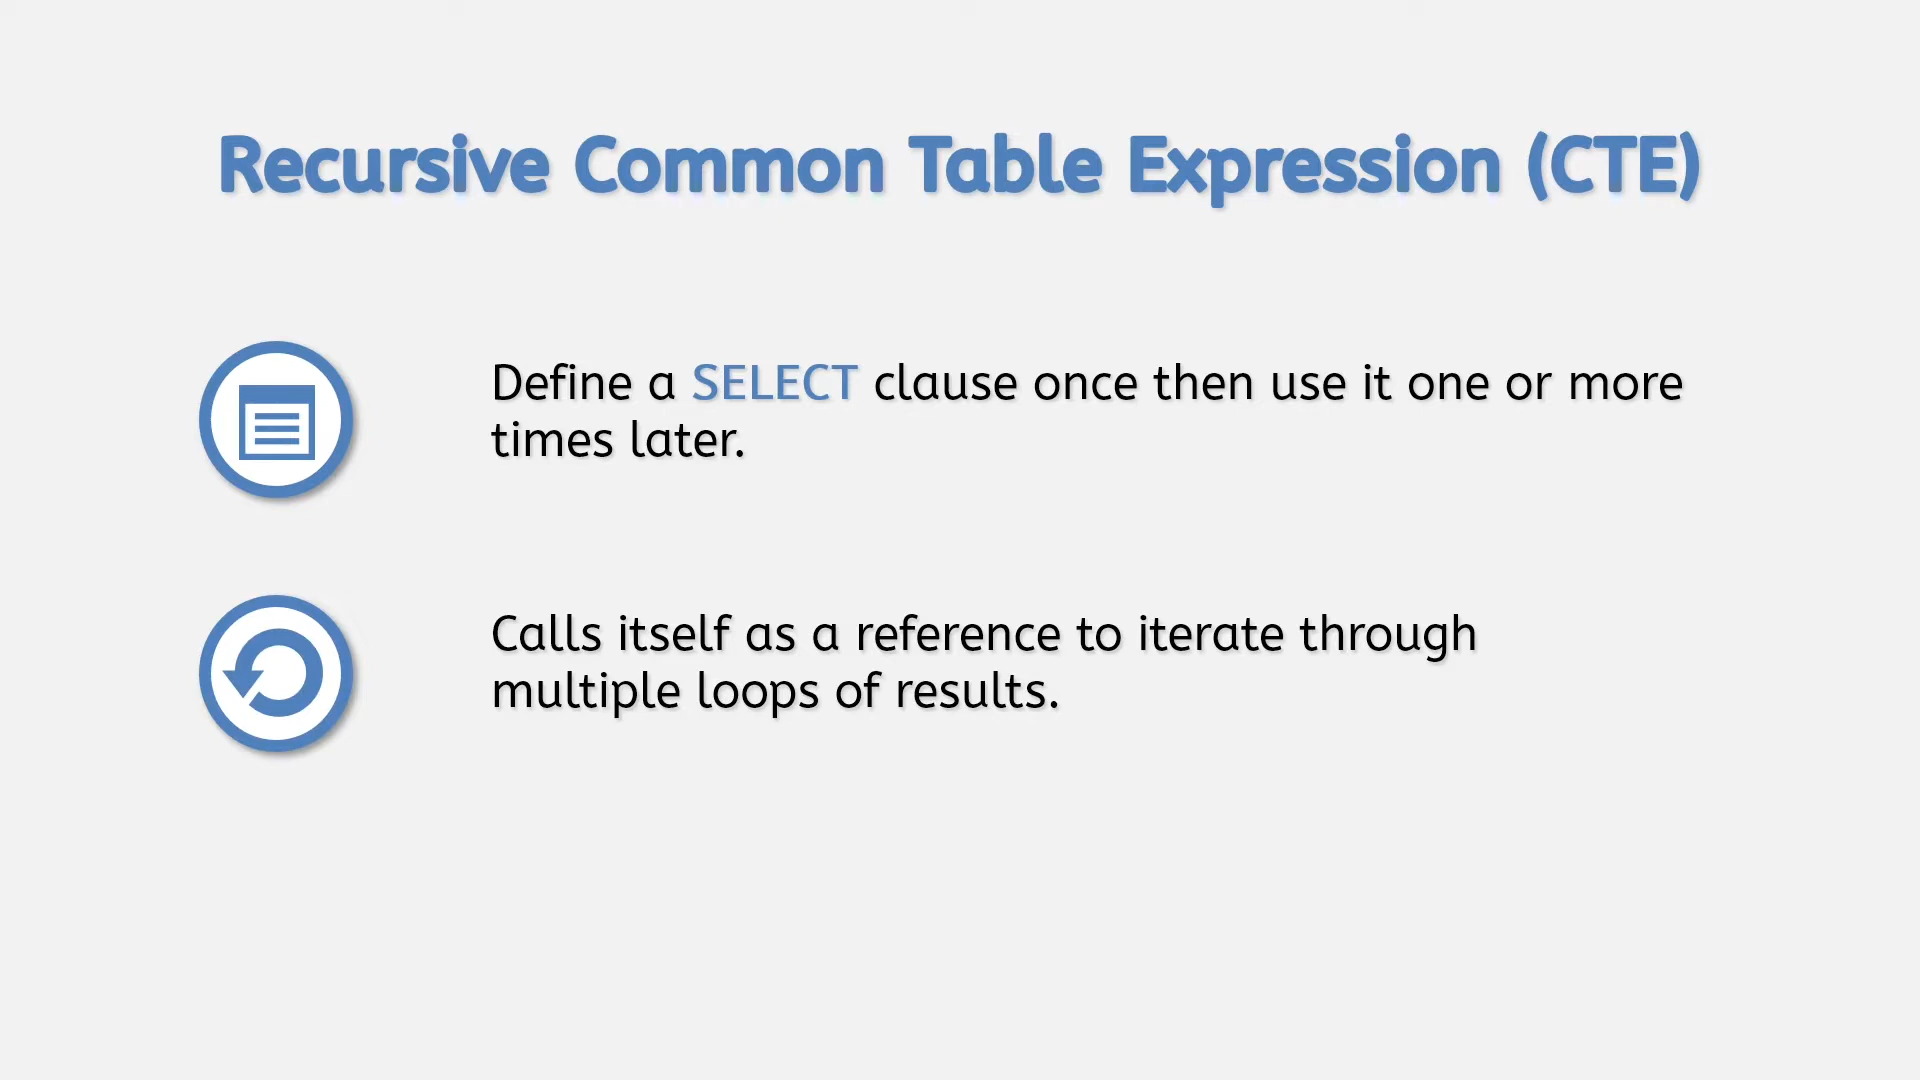 Recursive Common Table Expression (CTE)
Define a SELECT clause once then use it one or more
times later.
Calls itself as a reference to iterate through
multiple loops of results.